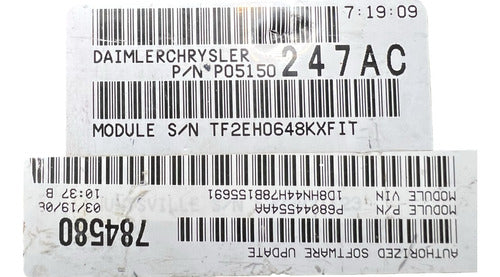 7:19:09
DAIMLERCHRYSLER
P/N P05150 247AC
MODULE S/N TF2EH0648KXFIT
AUTHORIZED SOFTWARE UPDATE
MODULE P/N P68044554AA
MODULE VIN 1D8HN44H78B155691
03/19/08
10:37 B
784580